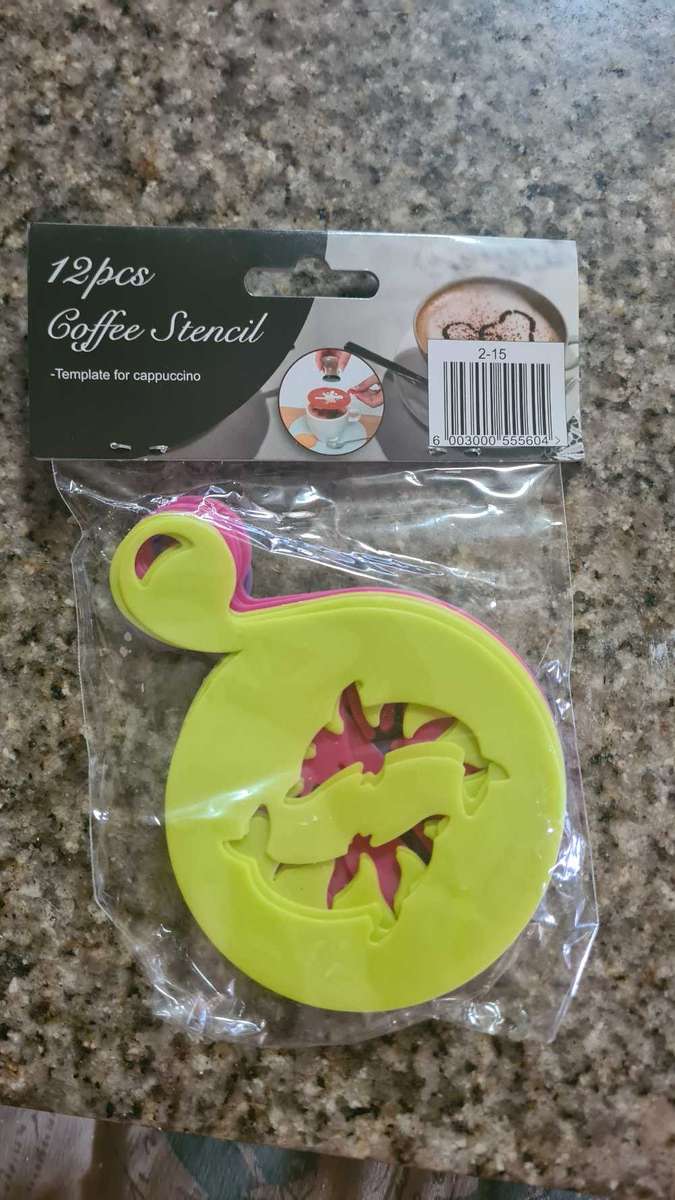 12pcs
Coffee Stencil
-Template for cappuccino
2-15
6 003000 555604 >